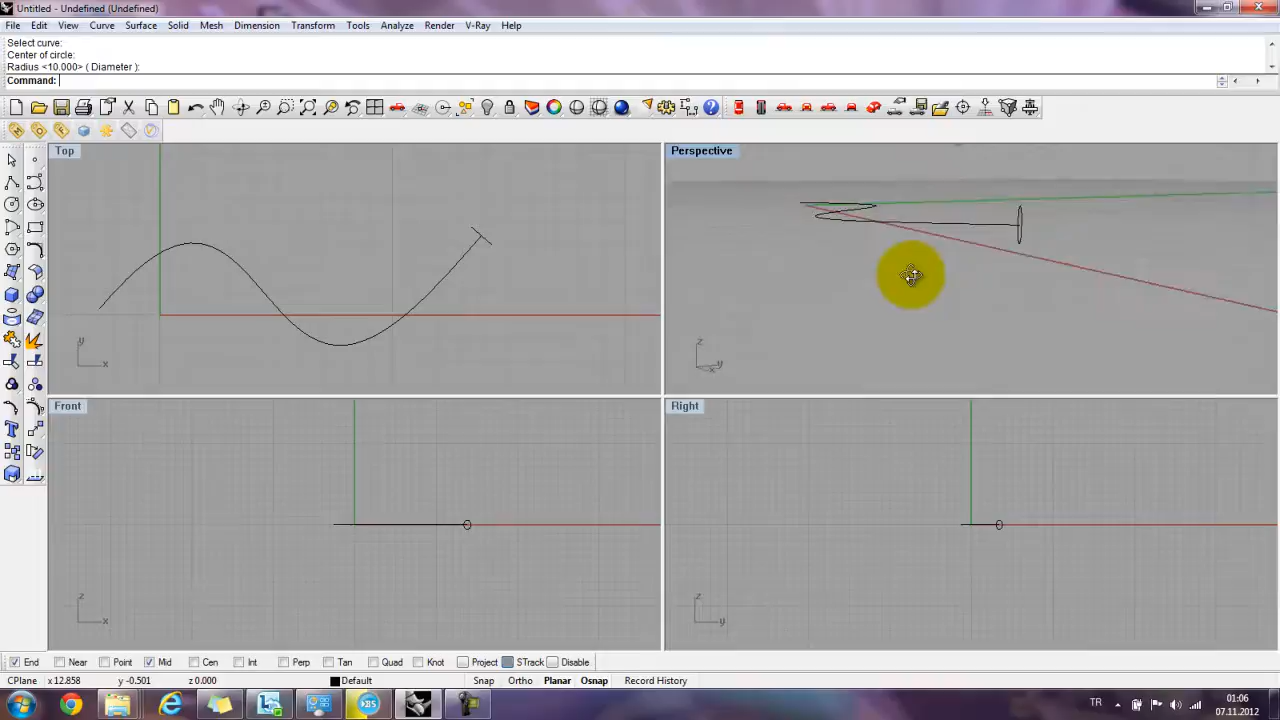 Untitled - Undefined (Undefined)
File Edit View Curve Surface Solid Mesh Dimension Transform Tools Analyze Render V-Ray Help
Select curve:
Center of circle:
Radius <10.000> ( Diameter ):
Command:
Top
Perspective
y
x
z
y
x
Front
Right
z
x
z
y
End Near Point Mid Cen Int Perp Tan Quad Knot Project STrack Disable
CPlane x 12.858 y -0.501 z 0.000 Default Snap Ortho Planar Osnap Record History
TR
01:06
07.11.2012